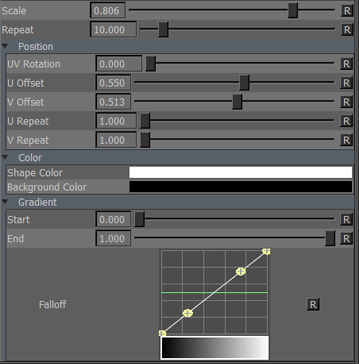 Scale 0.806 R
Repeat 10.000 R
Position
UV Rotation 0.000 R
U Offset 0.550 R
V Offset 0.513 R
U Repeat 1.000 R
V Repeat 1.000 R
Color
Shape Color
Background Color
Gradient
Start 0.000 R
End 1.000 R
Falloff R